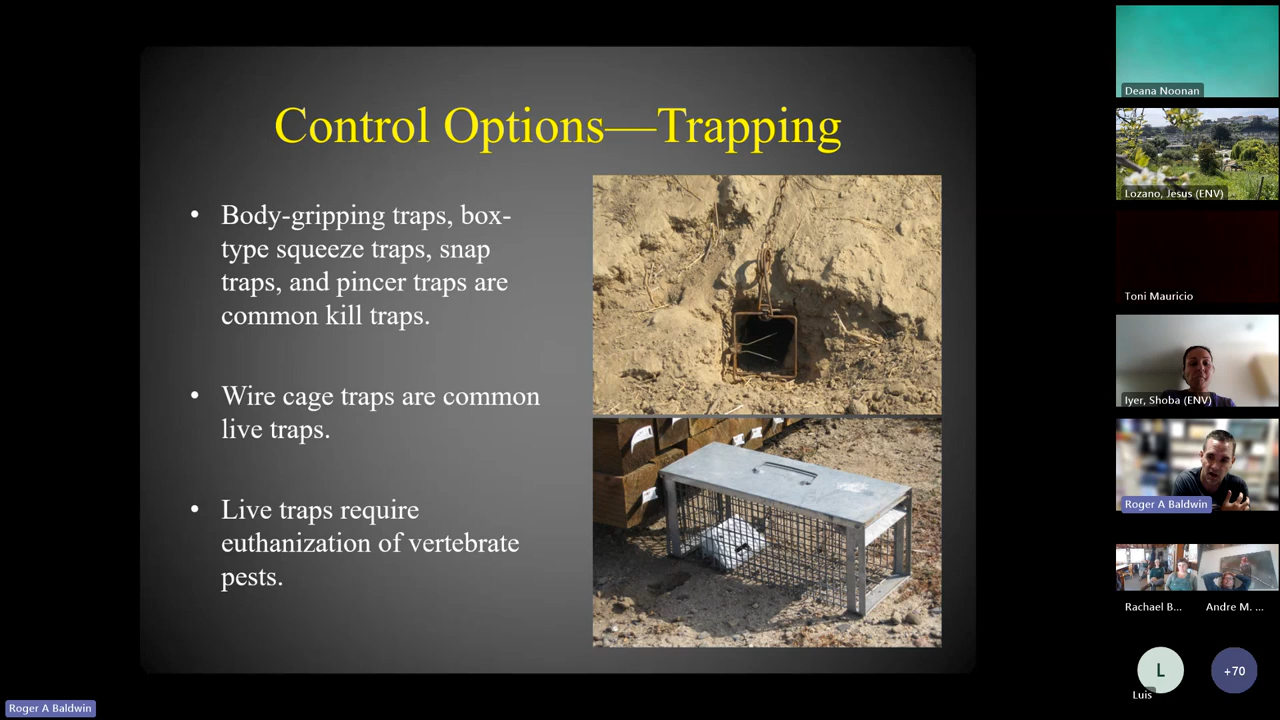 Control Options—Trapping
• Body-gripping traps, box-
type squeeze traps, snap
traps, and pincer traps are
common kill traps.
• Wire cage traps are common
live traps.
• Live traps require
euthanization of vertebrate
pests.
Deana Noonan
Lozano, Jesus (ENV)
Toni Mauricio
Iyer, Shoba (ENV)
Roger A Baldwin
Rachael B...
Andre M. ...
L
Luis
+70
Roger A Baldwin